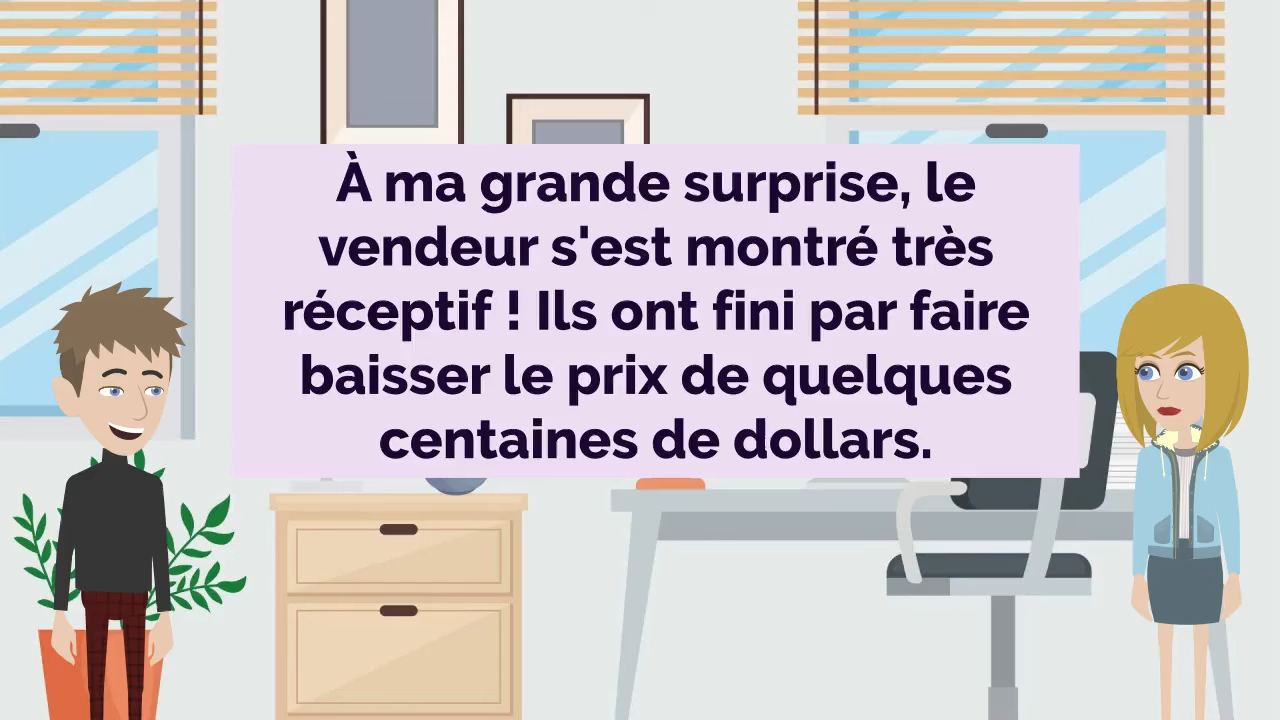 À ma grande surprise, le
vendeur s'est montré très
réceptif ! Ils ont fini par faire
baisser le prix de quelques
centaines de dollars.